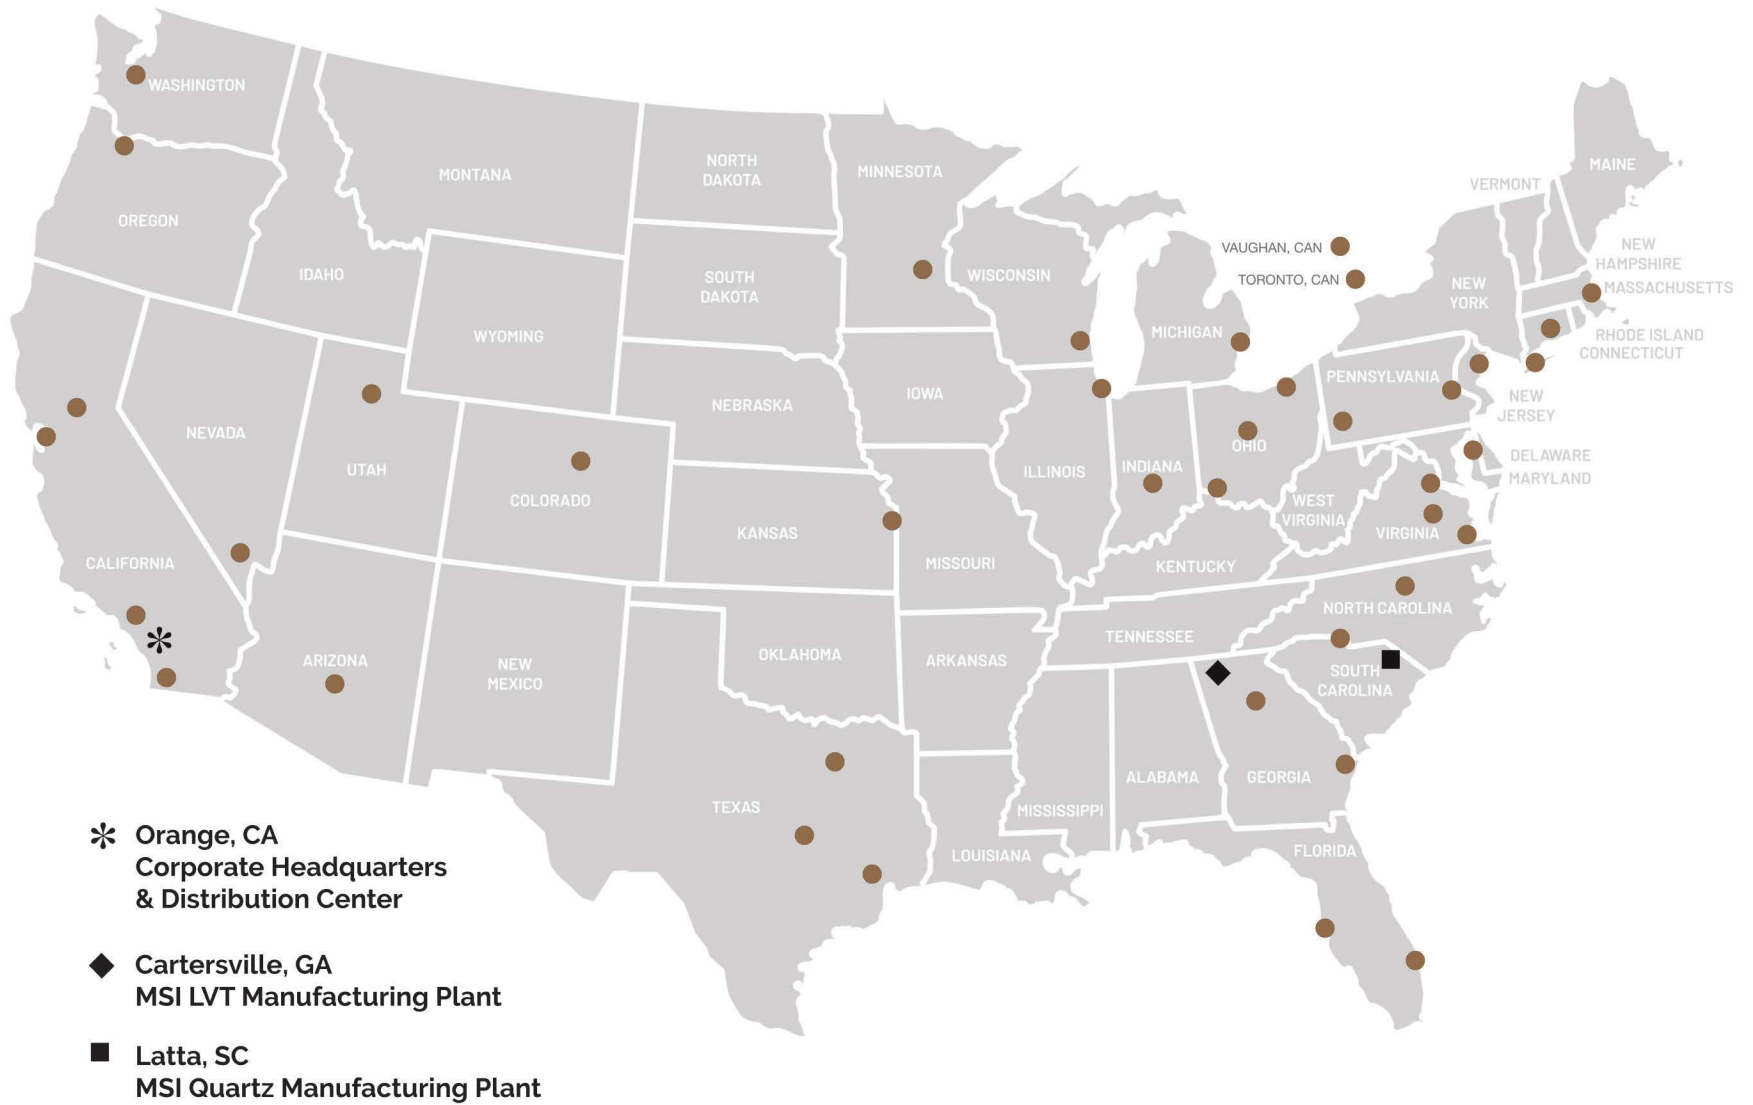 WASHINGTON
OREGON
IDAHO
MONTANA
NORTH
DAKOTA
MINNESOTA
SOUTH
DAKOTA
WISCONSIN
WYOMING
MICHIGAN
VAUGHAN, CAN
TORONTO, CAN
VERMONT
MAINE
NEW
HAMPSHIRE
MASSACHUSETTS
NEW
YORK
RHODE ISLAND
CONNECTICUT
PENNSYLVANIA
NEW
JERSEY
DELAWARE
MARYLAND
NEVADA
UTAH
COLORADO
NEBRASKA
IOWA
ILLINOIS
INDIANA
OHIO
WEST
VIRGINIA
VIRGINIA
CALIFORNIA
KANSAS
MISSOURI
KENTUCKY
NORTH CAROLINA
TENNESSEE
ARIZONA
NEW
MEXICO
OKLAHOMA
ARKANSAS
SOUTH
CAROLINA
TEXAS
LOUISIANA
MISSISSIPPI
ALABAMA
GEORGIA
FLORIDA
Orange, CA
Corporate Headquarters
& Distribution Center
Cartersville, GA
MSI LVT Manufacturing Plant
Latta, SC
MSI Quartz Manufacturing Plant